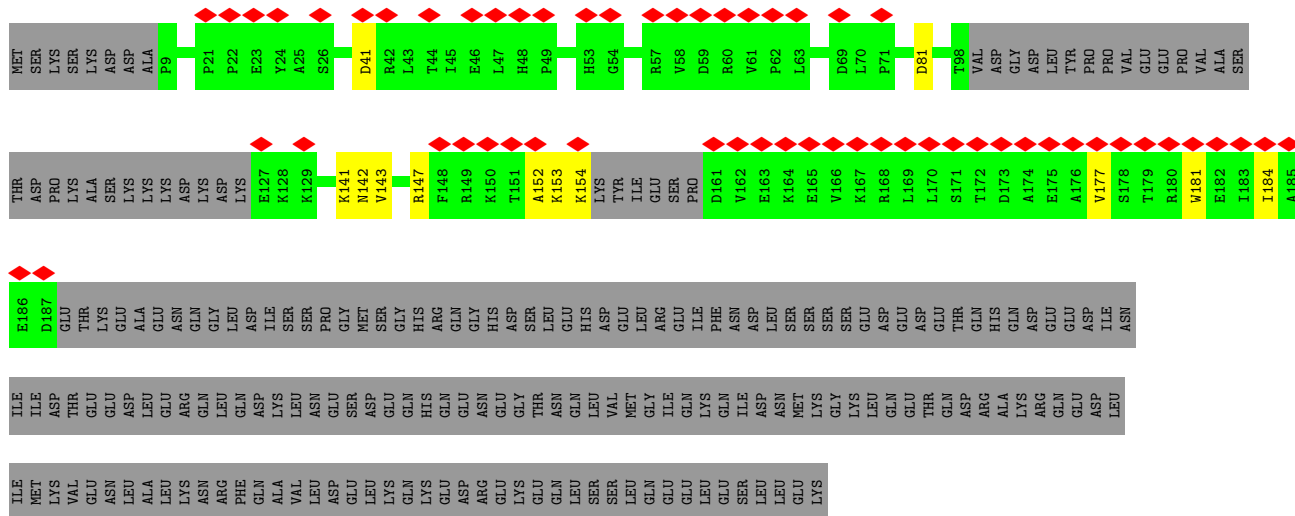 MET SER LYS SER LYS ASP ASP ALA P9 P21 P22 E23 Y24 A25 S26 D41 R42 L43 T44 I45 E46 L47 H48 P49 H53 G54 R57 V58 D59 R60 V61 P62 L63 D69 L70 P71 D81 T98 VAL ASP GLY ASP LEU TYR PRO PRO VAL GLU GLU PRO VAL ALA SER
THR ASP PRO LYS ALA SER LYS LYS LYS ASP LYS ASP LYS E127 K128 K129 K141 N142 V143 R147 F148 R149 K150 T151 A152 K153 K154 LYS TYR ILE GLU SER PRO D161 V162 E163 K164 E165 V166 K167 R168 L169 L170 S171 T172 D173 A174 E175 A176 V177 S178 T179 R180 W181 E182 I183 I184 A185
E186 D187 GLU THR LYS GLU ALA GLU ASN GLN GLY LEU ASP ILE SER SER PRO GLY MET SER GLY HIS ARG GLN GLY HIS ASP SER LEU GLU HIS ASP GLU LEU ARG GLU ILE PHE ASN ASP LEU SER SER SER SER GLU ASP GLU ASP GLU THR GLN HIS GLN ASP GLU GLU ASP ILE ASN
ILE ILE ASP THR GLU GLU ASP LEU GLU ARG GLN LEU GLN ASP LYS LEU ASN GLU SER ASP GLU GLN HIS GLN GLU ASN GLU GLY THR ASN GLN LEU VAL MET GLY ILE GLN LYS GLN ILE ASP ASN MET LYS GLY LYS LEU GLN GLU THR GLN ASP ARG ALA LYS ARG GLN GLU ASP LEU
ILE MET LYS VAL GLU ASN LEU ALA LEU LYS ASN ARG PHE GLN ALA VAL LEU ASP GLU LEU LYS GLN LYS GLU ASP ARG GLU LYS GLU GLN LEU SER SER LEU GLN GLU GLU LEU GLU SER LEU LEU GLU LYS